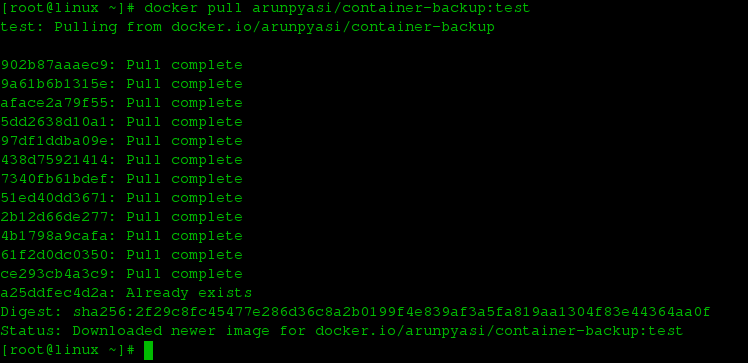 [root@linux ~]# docker pull arunpyasi/container-backup:test
test: Pulling from docker.io/arunpyasi/container-backup
902b87aaaec9: Pull complete
9a61b6b1315e: Pull complete
aface2a79f55: Pull complete
5dd2638d10a1: Pull complete
97df1ddba09e: Pull complete
438d75921414: Pull complete
7340fb61bdef: Pull complete
51ed40dd3671: Pull complete
2b12d66de277: Pull complete
4b1798a9cafa: Pull complete
61f2d0dc0350: Pull complete
ce293cb4a3c9: Pull complete
a25ddfec4d2a: Already exists
Digest: sha256:2f29c8fc45477e286d36c8a2b0199f4e839af3a5fa819aa1304f83e44364aa0f
Status: Downloaded newer image for docker.io/arunpyasi/container-backup:test
[root@linux ~]#